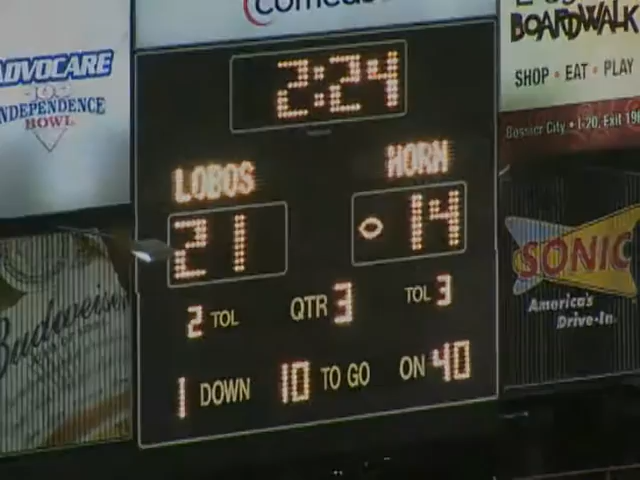 BOARDWALK
SHOP • EAT • PLAY
Bossier City • I-20, Exit
ADVOCARE
INDEPENDENCE
BOWL
2:24
LOBOS
HORN
21
14
2 TOL
QTR 3
TOL 3
1 DOWN
10 TO GO
ON 40
Budweiser
SONIC
America's
Drive-In